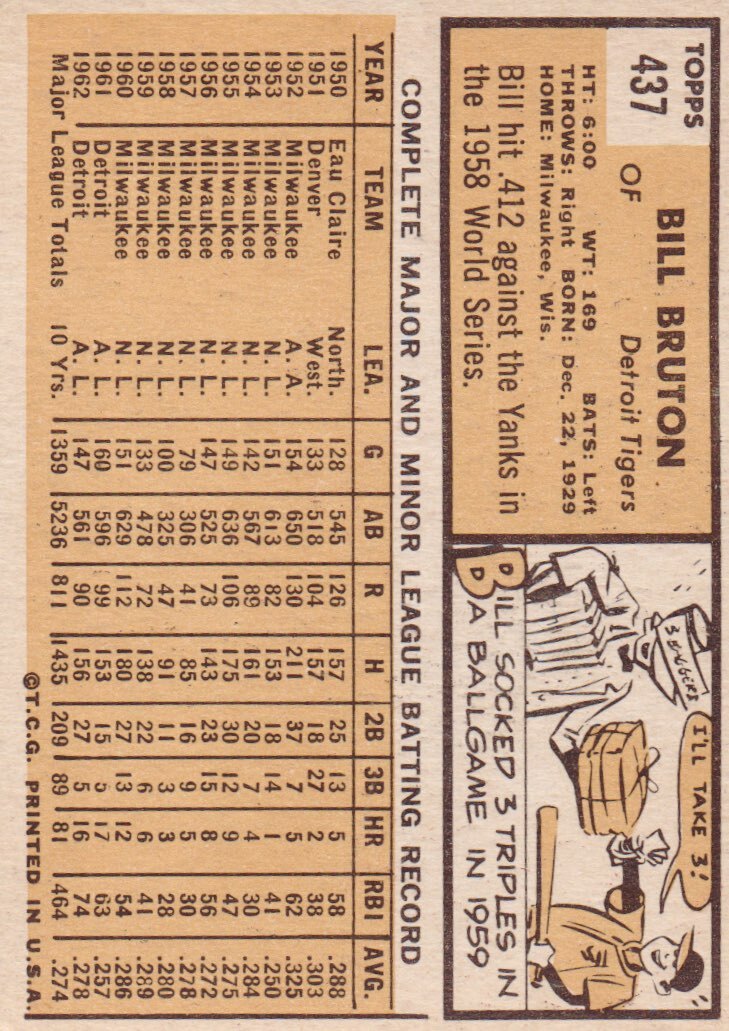 TOPPS
437
BILL BRUTON
OF Detroit Tigers
HT: 6:00 WT: 169 BATS: Left
THROWS: Right BORN: Dec. 22, 1929
HOME: Milwaukee, Wis.
Bill hit .412 against the Yanks in
the 1958 World Series.
3 BAGGERS
I'LL TAKE 3!
BILL SOCKED 3 TRIPLES IN
A BALLGAME IN 1959
COMPLETE MAJOR AND MINOR LEAGUE BATTING RECORD
YEAR TEAM LEA. G AB R H 2B 3B HR RBI AVG.
1950 Eau Claire North. 128 545 126 157 25 13 5 58 .288
1951 Denver West. 133 518 104 157 18 27 2 38 .303
1952 Milwaukee A. A. 154 650 130 211 37 7 5 62 .325
1953 Milwaukee N. L. 151 613 82 153 18 14 1 41 .250
1954 Milwaukee N. L. 142 567 89 161 20 7 4 30 .284
1955 Milwaukee N. L. 149 636 106 175 30 12 9 47 .275
1956 Milwaukee N. L. 147 525 73 143 23 15 8 56 .272
1957 Milwaukee N. L. 79 306 41 85 16 9 5 30 .278
1958 Milwaukee N. L. 100 325 47 91 11 3 3 28 .280
1959 Milwaukee N. L. 133 478 72 138 22 6 6 41 .289
1960 Milwaukee N. L. 151 629 112 180 27 13 12 54 .286
1961 Detroit A. L. 160 596 99 153 15 5 17 63 .257
1962 Detroit A. L. 147 561 90 156 27 5 16 74 .278
Major League Totals 10 Yrs. 1359 5236 811 1435 209 89 81 464 .274
©T.C.G. PRINTED IN U.S.A.